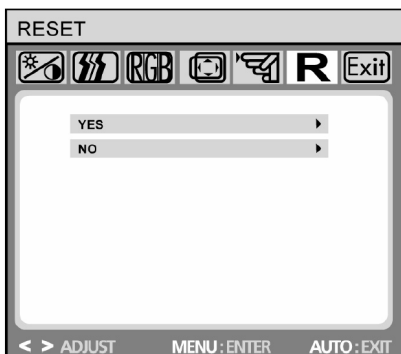 RESET
RGB R Exit
YES
NO
< > ADJUST MENU : ENTER AUTO : EXIT